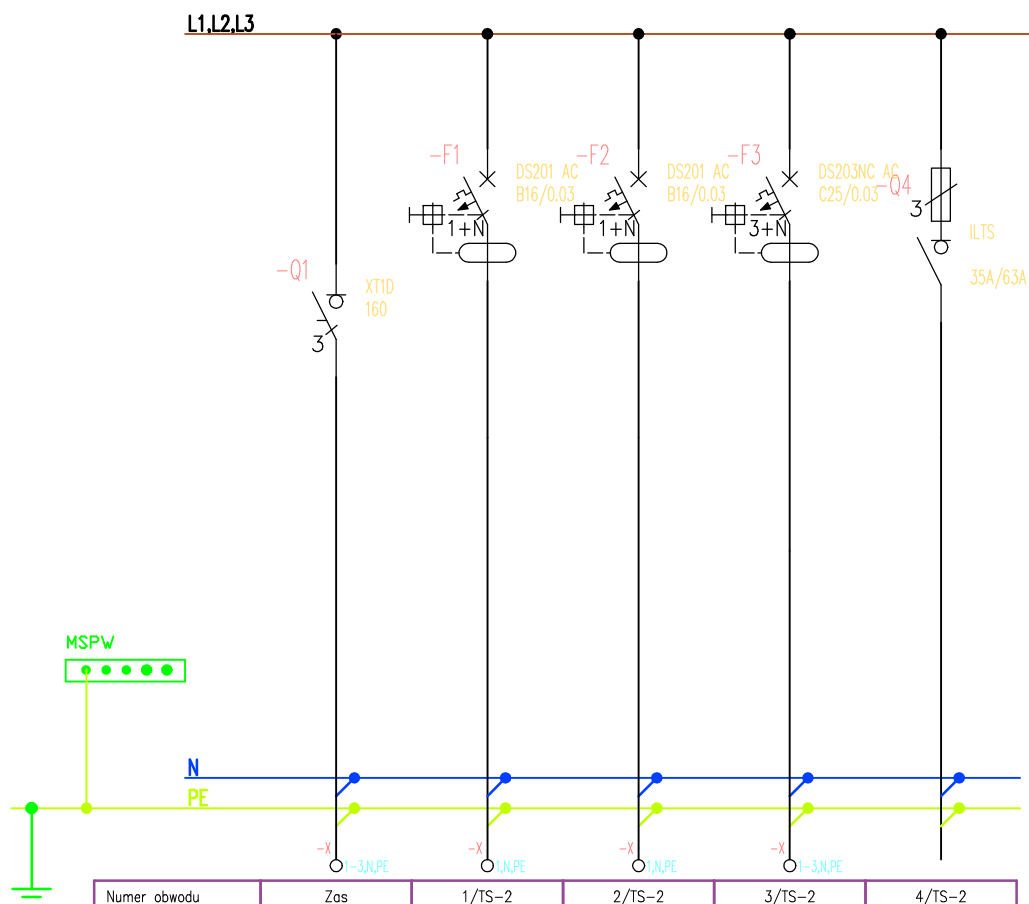 L1,L2,L3
-F1
DS201 AC
B16/0.03
1+N
-F2
DS201 AC
B16/0.03
1+N
-F3
DS203NC AC
C25/0.03
3+N
-Q4
3
ILTS
35A/63A
-Q1
XT1D
160
3
MSPW
N
PE
-X
1-3,N,PE
-X
1,N,PE
-X
1,N,PE
-X
1-3,N,PE
Numer obwodu
Zas
1/TS-2
2/TS-2
3/TS-2
4/TS-2